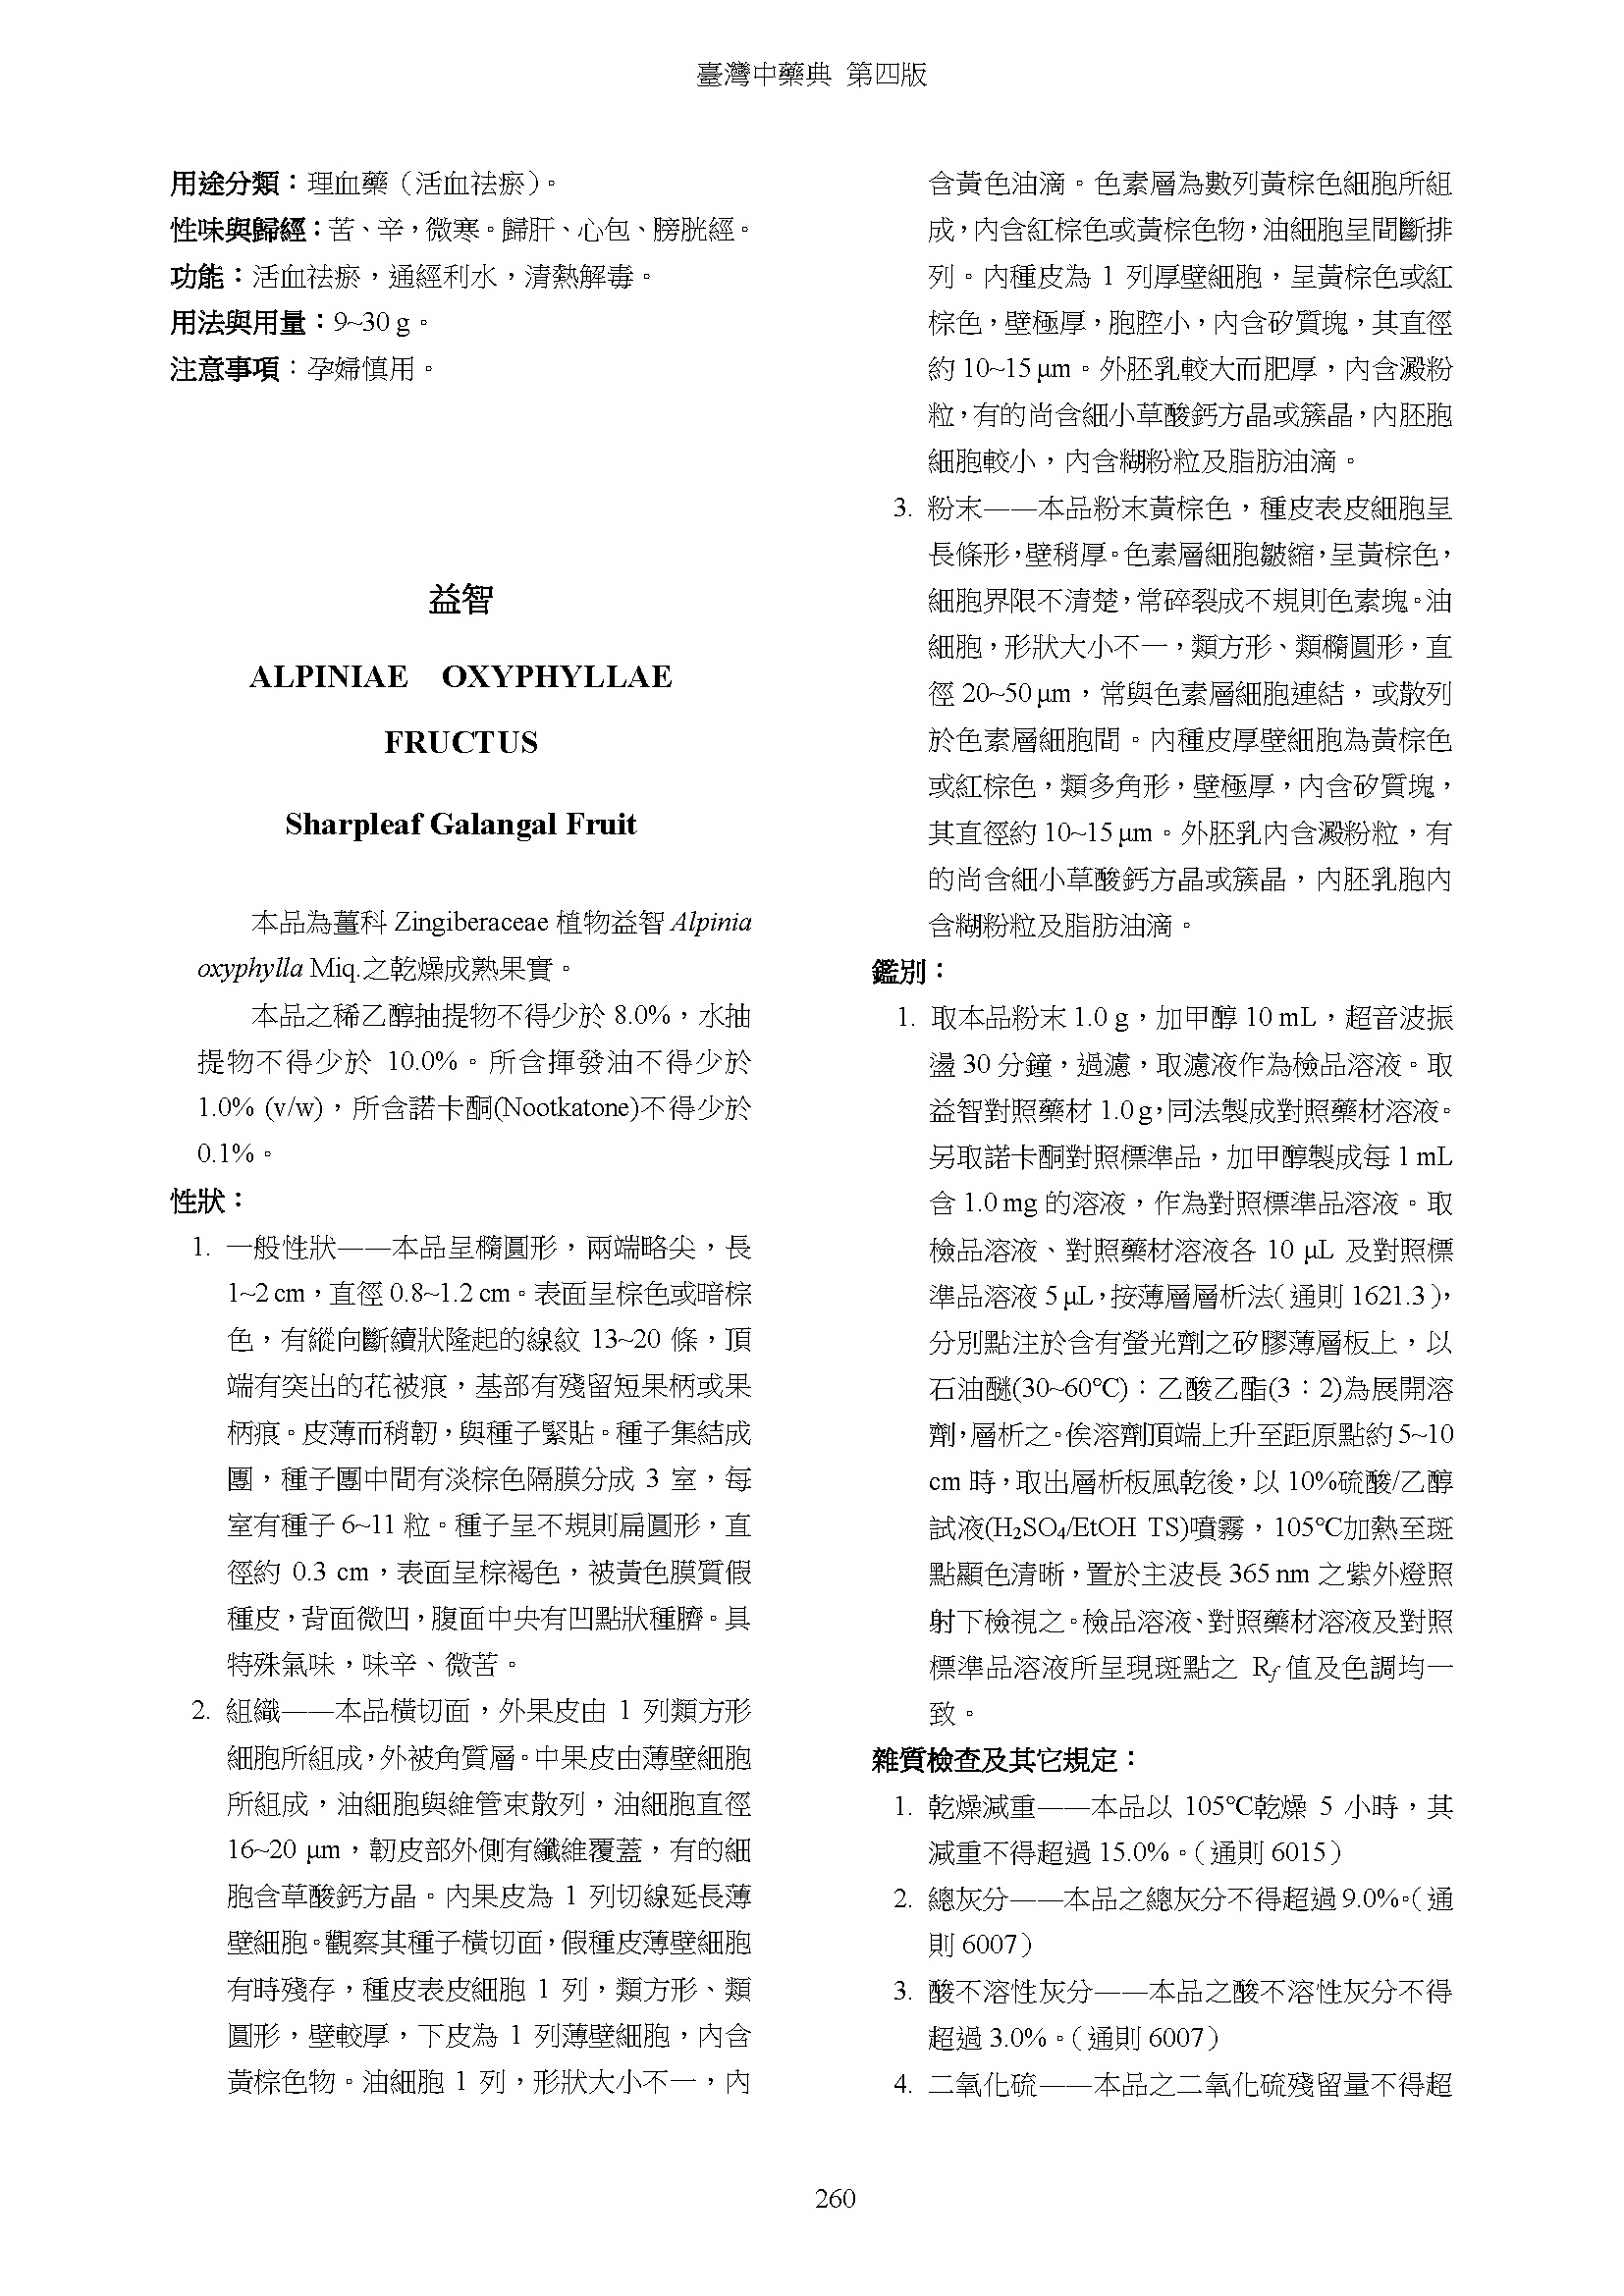 臺灣中藥典 第四版
用途分類：理血藥（活血祛瘀）。
性味與歸經：苦、辛，微寒。歸肝、心包、膀胱經。
功能：活血祛瘀，通經利水，清熱解毒。
用法與用量：9~30 g。
注意事項：孕婦慎用。
益智
ALPINIAE OXYPHYLLAE
FRUCTUS
Sharpleaf Galangal Fruit
本品為薑科 Zingiberaceae 植物益智 Alpinia
oxyphylla Miq.之乾燥成熟果實。
本品之稀乙醇抽提物不得少於 8.0%，水抽
提物不得少於 10.0%。所含揮發油不得少於
1.0% (v/w)，所含諾卡酮(Nootkatone)不得少於
0.1%。
性狀：
1. 一般性狀——本品呈橢圓形，兩端略尖，長
1~2 cm，直徑 0.8~1.2 cm。表面呈棕色或暗棕
色，有縱向斷續狀隆起的線紋 13~20 條，頂
端有突出的花被痕，基部有殘留短果柄或果
柄痕。皮薄而稍韌，與種子緊貼。種子集結成
團，種子團中間有淡棕色隔膜分成 3 室，每
室有種子 6~11 粒。種子呈不規則扁圓形，直
徑約 0.3 cm，表面呈棕褐色，被黃色膜質假
種皮，背面微凹，腹面中央有凹點狀種臍。具
特殊氣味，味辛、微苦。
2. 組織——本品橫切面，外果皮由 1 列類方形
細胞所組成，外被角質層。中果皮由薄壁細胞
所組成，油細胞與維管束散列，油細胞直徑
16~20 μm，韌皮部外側有纖維覆蓋，有的細
胞含草酸鈣方晶。內果皮為 1 列切線延長薄
壁細胞。觀察其種子橫切面，假種皮薄壁細胞
有時殘存，種皮表皮細胞 1 列，類方形、類
圓形，壁較厚，下皮為 1 列薄壁細胞，內含
黃棕色物。油細胞 1 列，形狀大小不一，內
含黃色油滴。色素層為數列黃棕色細胞所組
成，內含紅棕色或黃棕色物，油細胞呈間斷排
列。內種皮為 1 列厚壁細胞，呈黃棕色或紅
棕色，壁極厚，胞腔小，內含矽質塊，其直徑
約 10~15 μm。外胚乳較大而肥厚，內含澱粉
粒，有的尚含細小草酸鈣方晶或簇晶，內胚胞
細胞較小，內含糊粉粒及脂肪油滴。
3. 粉末——本品粉末黃棕色，種皮表皮細胞呈
長條形，壁稍厚。色素層細胞皺縮，呈黃棕色，
細胞界限不清楚，常碎裂成不規則色素塊。油
細胞，形狀大小不一，類方形、類橢圓形，直
徑 20~50 μm，常與色素層細胞連結，或散列
於色素層細胞間。內種皮厚壁細胞為黃棕色
或紅棕色，類多角形，壁極厚，內含矽質塊，
其直徑約 10~15 μm。外胚乳內含澱粉粒，有
的尚含細小草酸鈣方晶或簇晶，內胚乳胞內
含糊粉粒及脂肪油滴。
鑑別：
1. 取本品粉末 1.0 g，加甲醇 10 mL，超音波振
盪 30 分鐘，過濾，取濾液作為檢品溶液。取
益智對照藥材 1.0 g，同法製成對照藥材溶液。
另取諾卡酮對照標準品，加甲醇製成每 1 mL
含 1.0 mg 的溶液，作為對照標準品溶液。取
檢品溶液、對照藥材溶液各 10 μL 及對照標
準品溶液 5 μL，按薄層層析法（通則 1621.3），
分別點注於含有螢光劑之矽膠薄層板上，以
石油醚(30~60℃)：乙酸乙酯(3：2)為展開溶
劑，層析之。俟溶劑頂端上升至距原點約 5~10
cm 時，取出層析板風乾後，以 10%硫酸/乙醇
試液(H₂SO₄/EtOH TS)噴霧，105℃加熱至斑
點顯色清晰，置於主波長 365 nm 之紫外燈照
射下檢視之。檢品溶液、對照藥材溶液及對照
標準品溶液所呈現斑點之 Rf 值及色調均一
致。
雜質檢查及其它規定：
1. 乾燥減重——本品以 105℃乾燥 5 小時，其
減重不得超過 15.0%。（通則 6015）
2. 總灰分——本品之總灰分不得超過 9.0%。（通
則 6007）
3. 酸不溶性灰分——本品之酸不溶性灰分不得
超過 3.0%。（通則 6007）
4. 二氧化硫——本品之二氧化硫殘留量不得超
260